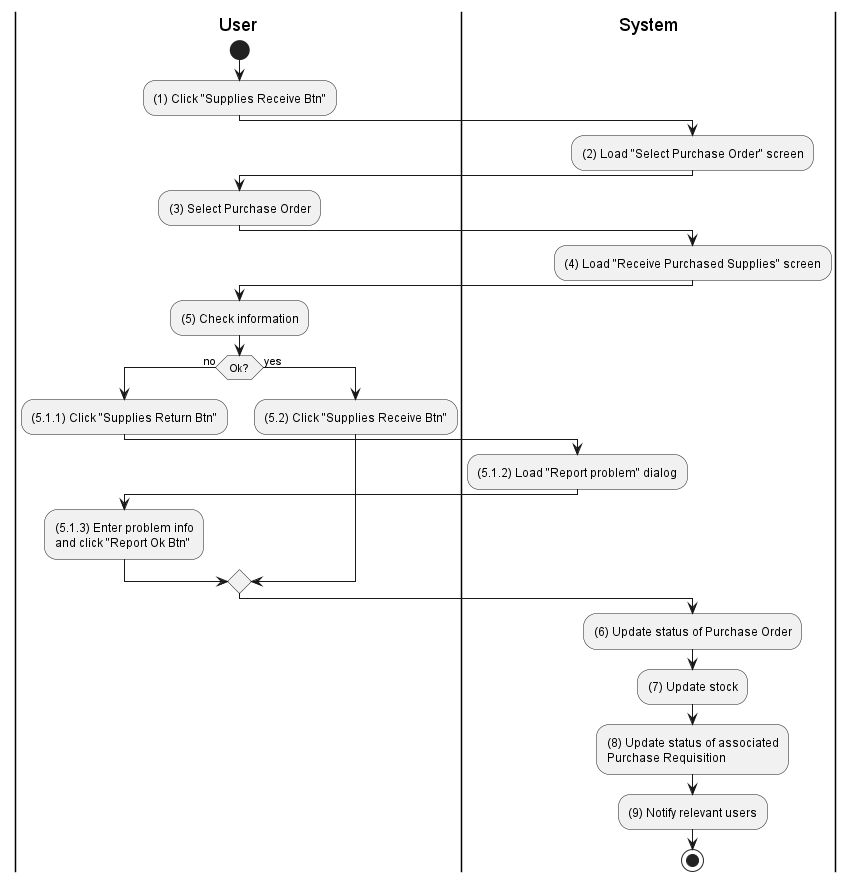 User
System
(1) Click "Supplies Receive Btn"
(2) Load "Select Purchase Order" screen
(3) Select Purchase Order
(4) Load "Receive Purchased Supplies" screen
(5) Check information
no
Ok?
yes
(5.1.1) Click "Supplies Return Btn"
(5.2) Click "Supplies Receive Btn"
(5.1.2) Load "Report problem" dialog
(5.1.3) Enter problem info
and click "Report Ok Btn"
(6) Update status of Purchase Order
(7) Update stock
(8) Update status of associated
Purchase Requisition
(9) Notify relevant users